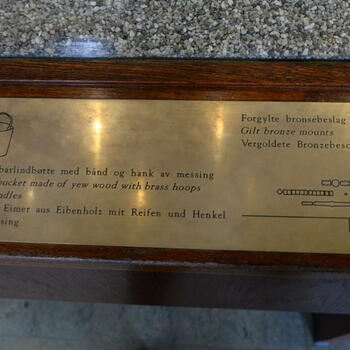 barlindbøtte med bånd og hank av messing
bucket made of yew wood with brass hoops
ndles
Eimer aus Eibenholz mit Reifen und Henkel
sing
Forgylte bronsebeslag
Gilt bronze mounts
Vergoldete Bronzebesc